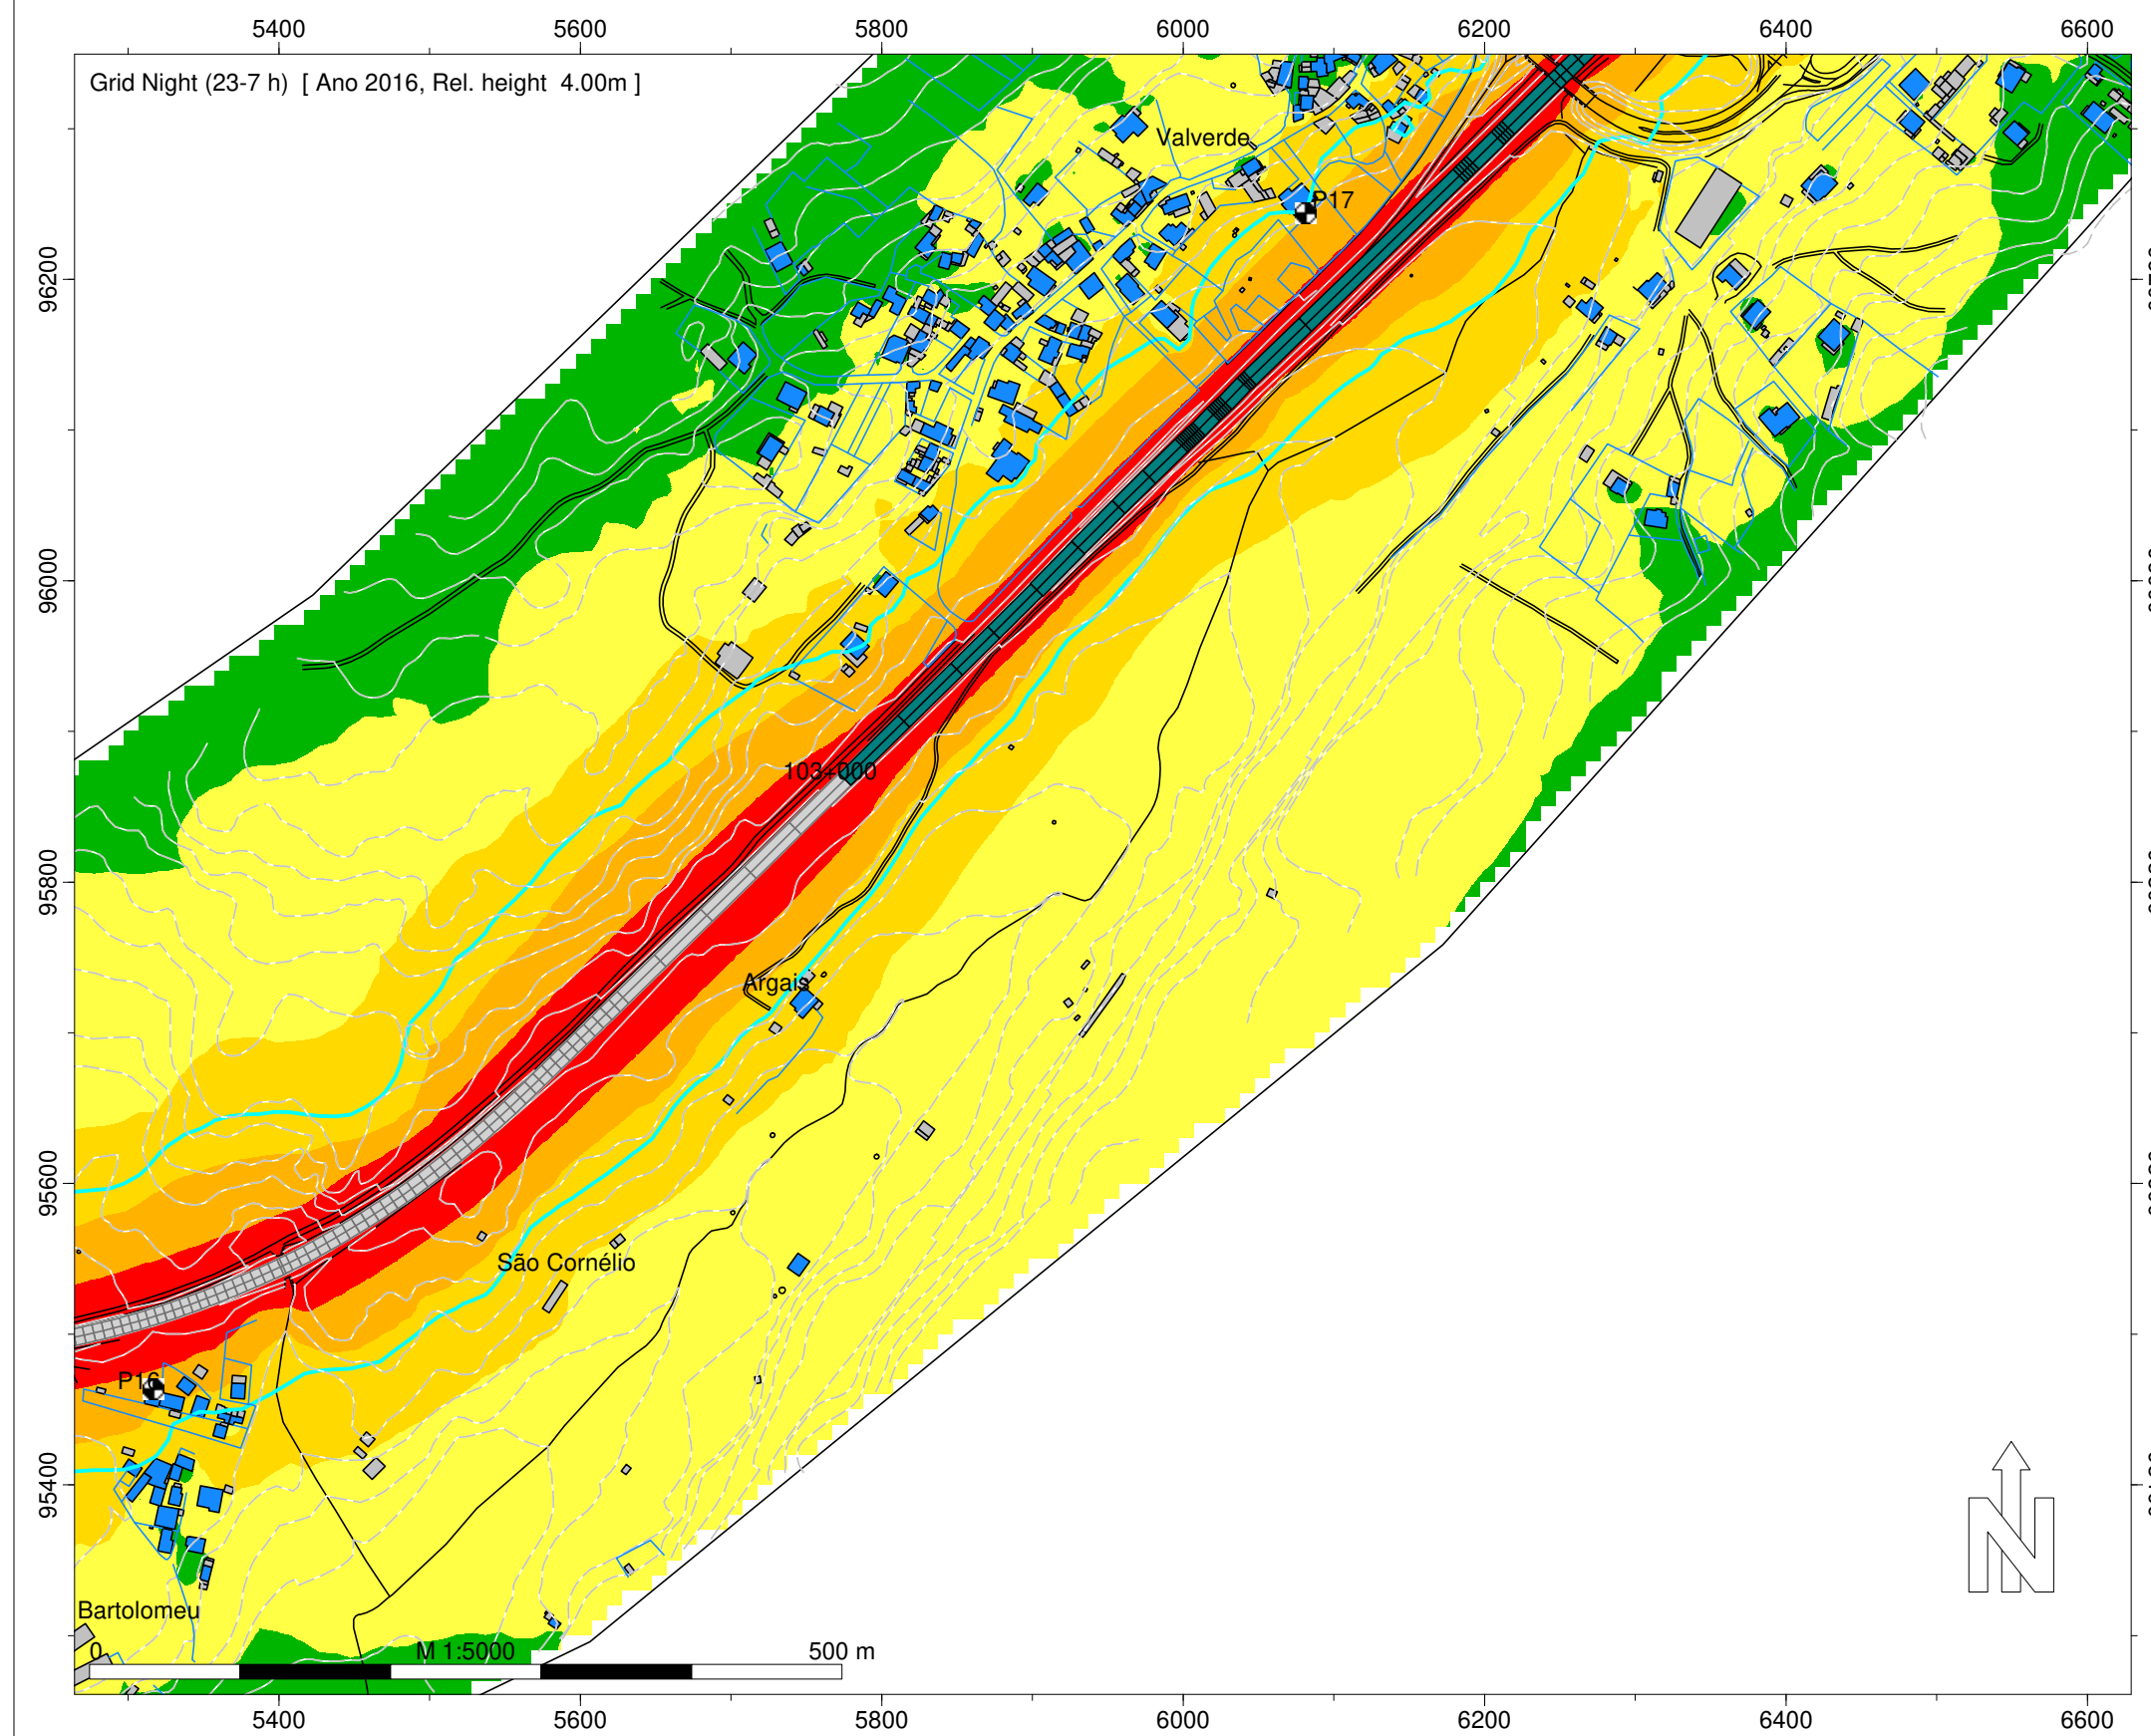 5400 5600 5800 6000 6200 6400 6600
Grid Night (23-7 h) [ Ano 2016, Rel. height 4.00m ]
Valverde
P17
96200
96000
103+000
95800
Argais
95600
São Cornélio
P16
95400
Bartolomeu
0 M 1:5000 500 m
N
5400 5600 5800 6000 6200 6400 6600